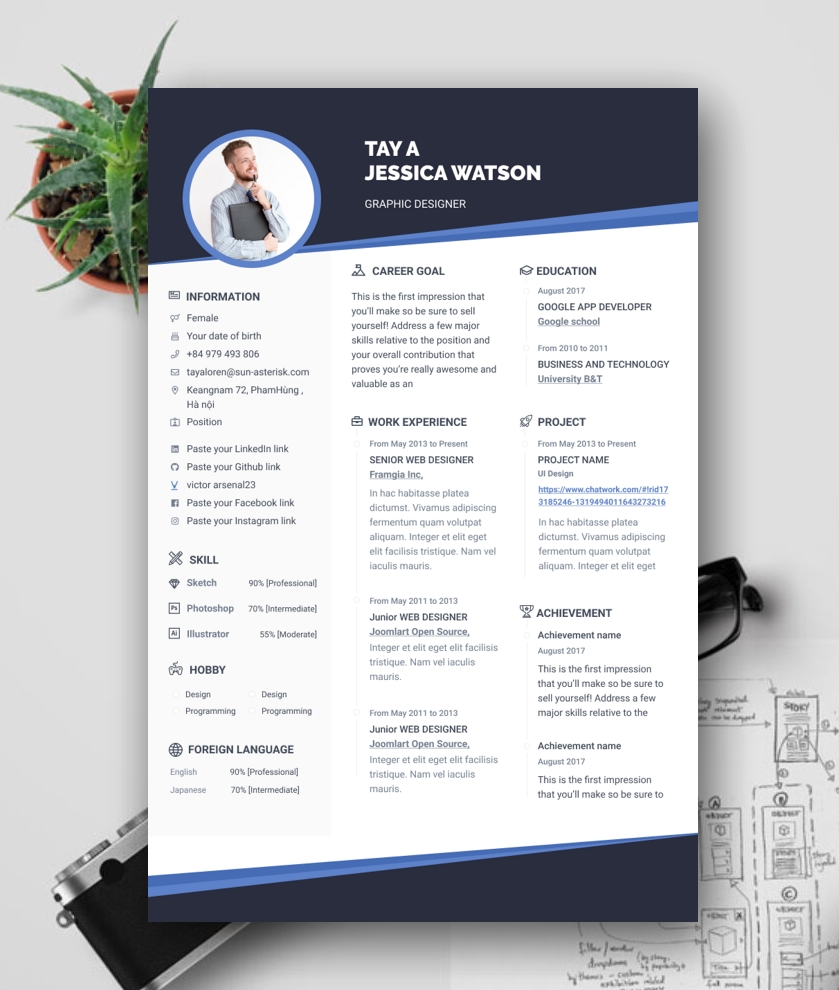 TAY A
JESSICA WATSON
GRAPHIC DESIGNER
INFORMATION
Female
Your date of birth
+84 979 493 806
tayaloren@sun-asterisk.com
Keangnam 72, PhamHùng ,
Hà nội
Position
Paste your LinkedIn link
Paste your Github link
victor arsenal23
Paste your Facebook link
Paste your Instagram link
SKILL
Sketch 90% [Professional]
Ps Photoshop 70% [Intermediate]
Ai Illustrator 55% [Moderate]
HOBBY
Design Design
Programming Programming
FOREIGN LANGUAGE
English 90% [Professional]
Japanese 70% [Intermediate]
CAREER GOAL
This is the first impression that
you'll make so be sure to sell
yourself! Address a few major
skills relative to the position and
your overall contribution that
proves you're really awesome and
valuable as an
WORK EXPERIENCE
From May 2013 to Present
SENIOR WEB DESIGNER
Framgia Inc,
In hac habitasse platea
dictumst. Vivamus adipiscing
fermentum quam volutpat
aliquam. Integer et elit eget
elit facilisis tristique. Nam vel
iaculis mauris.
From May 2011 to 2013
Junior WEB DESIGNER
Joomlart Open Source,
Integer et elit eget elit facilisis
tristique. Nam vel iaculis
mauris.
From May 2011 to 2013
Junior WEB DESIGNER
Joomlart Open Source,
Integer et elit eget elit facilisis
tristique. Nam vel iaculis
mauris.
EDUCATION
August 2017
GOOGLE APP DEVELOPER
Google school
From 2010 to 2011
BUSINESS AND TECHNOLOGY
University B&T
PROJECT
From May 2013 to Present
PROJECT NAME
UI Design
https://www.chatwork.com/#!rid17
3185246-1319494011643273216
In hac habitasse platea
dictumst. Vivamus adipiscing
fermentum quam volutpat
aliquam. Integer et elit eget
ACHIEVEMENT
Achievement name
August 2017
This is the first impression
that you'll make so be sure to
sell yourself! Address a few
major skills relative to the
Achievement name
August 2017
This is the first impression
that you'll make so be sure to
STORY
A
B
C